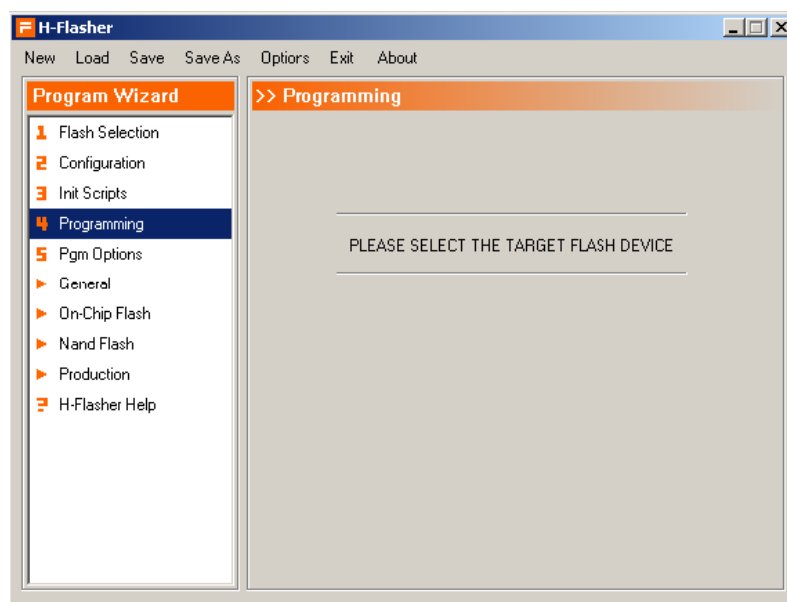 H-Flasher
New Load Save Save As Options Exit About
Program Wizard
>> Programming
1 Flash Selection
2 Configuration
3 Init Scripts
4 Programming
5 Pgm Options
General
On-Chip Flash
Nand Flash
Production
? H-Flasher Help
PLEASE SELECT THE TARGET FLASH DEVICE